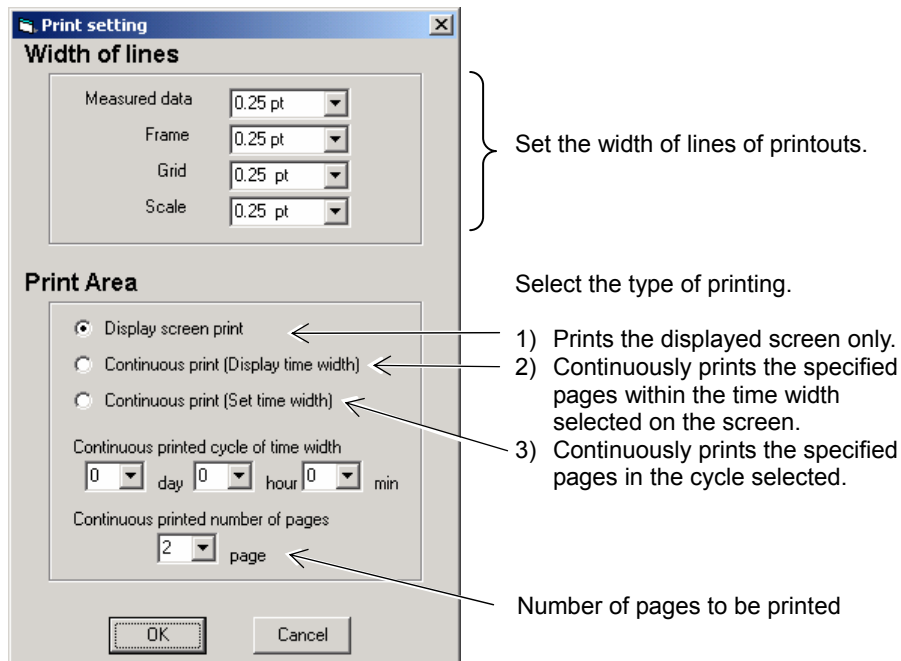 Print setting
Width of lines
Measured data 0.25 pt
Frame 0.25 pt
Grid 0.25 pt
Scale 0.25 pt
Set the width of lines of printouts.
Print Area
Select the type of printing.
Display screen print
Continuous print (Display time width)
Continuous print (Set time width)
1) Prints the displayed screen only.
2) Continuously prints the specified
pages within the time width
selected on the screen.
3) Continuously prints the specified
pages in the cycle selected.
Continuous printed cycle of time width
0 day 0 hour 0 min
Continuous printed number of pages
2 page
Number of pages to be printed
OK Cancel